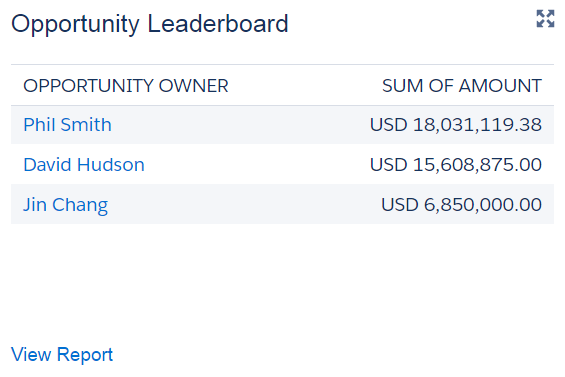 Opportunity Leaderboard
OPPORTUNITY OWNER SUM OF AMOUNT
Phil Smith USD 18,031,119.38
David Hudson USD 15,608,875.00
Jin Chang USD 6,850,000.00
View Report